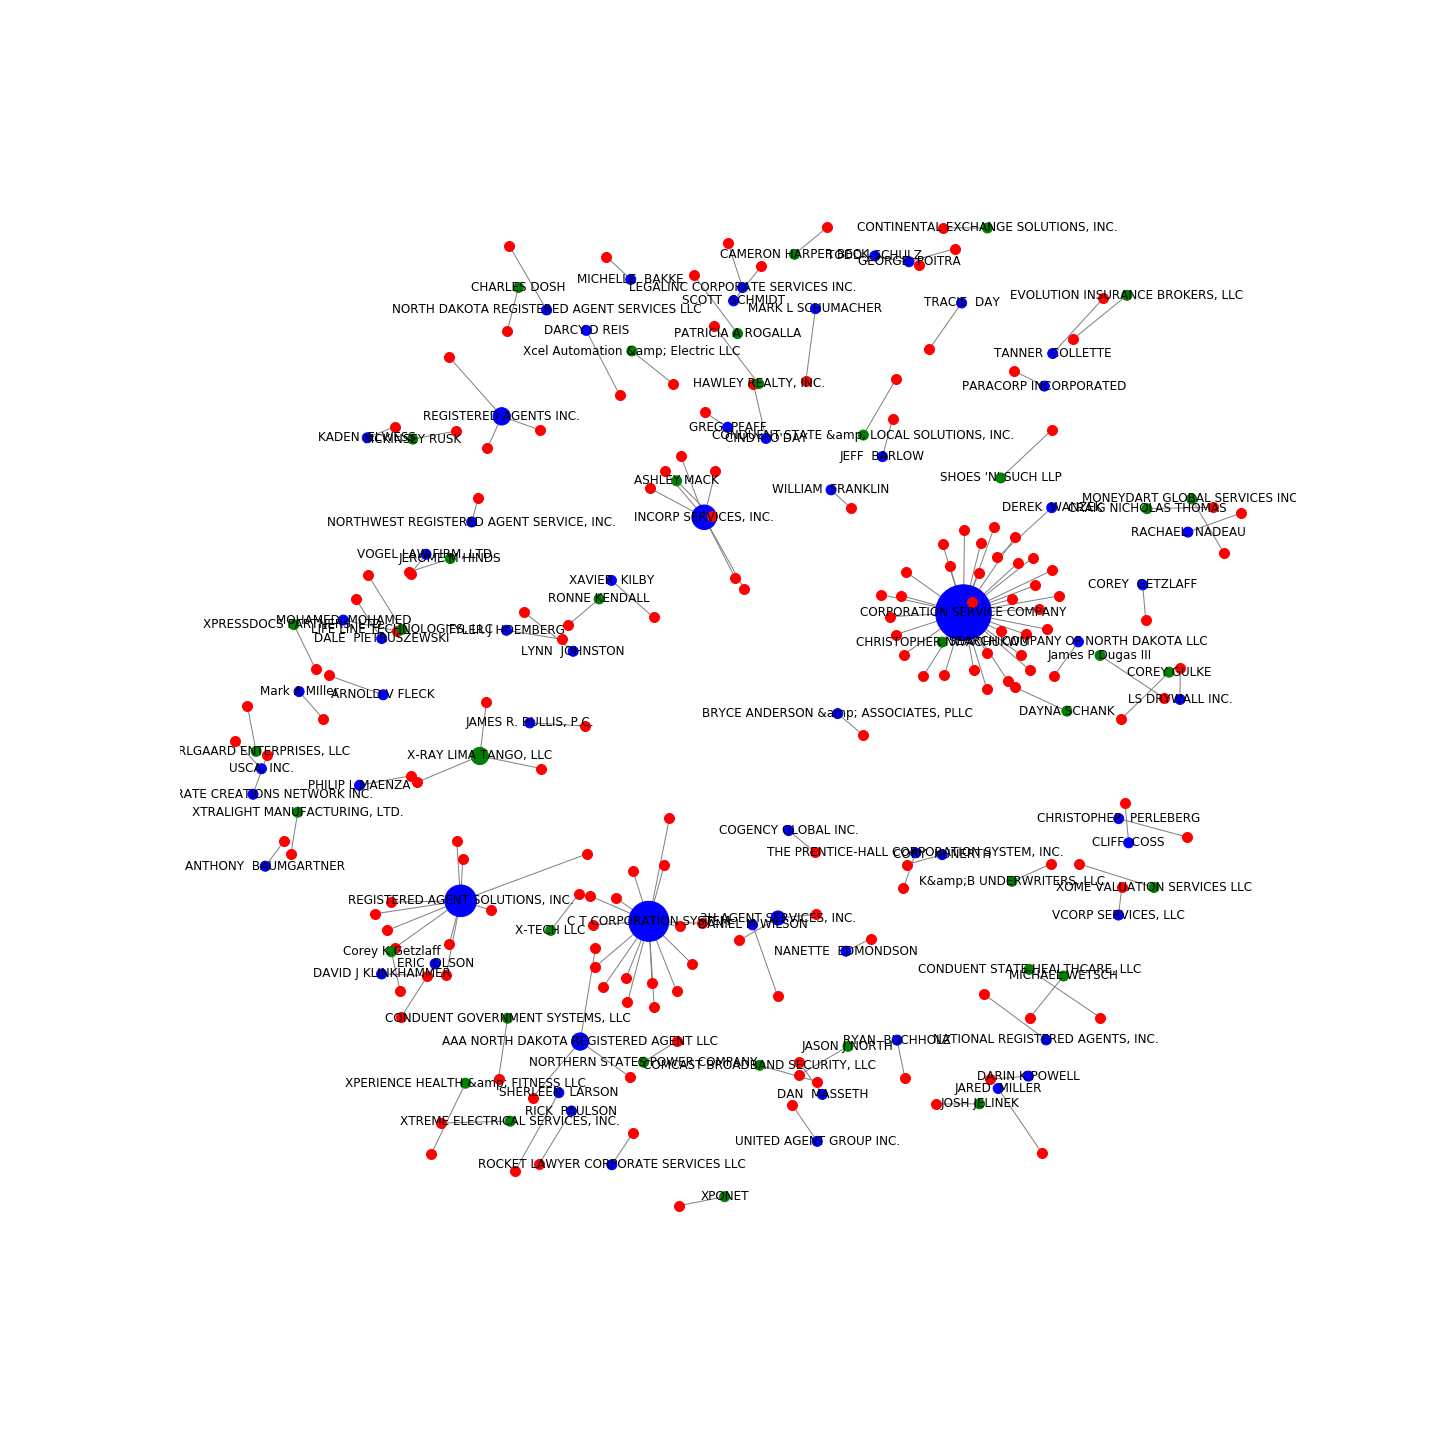 CONTINENTAL EXCHANGE SOLUTIONS, INC.
CAMERON HARPER BECK
TODD SCHULZ
GEORGE POITRA
MICHELLE BAKKE
CHARLES DOSH
LEGALINC CORPORATE SERVICES INC.
EVOLUTION INSURANCE BROKERS, LLC
SCOTT SCHMIDT
TRACIE DAY
NORTH DAKOTA REGISTERED AGENT SERVICES LLC
MARK L SCHUMACHER
DARCY D REIS
PATRICIA A ROGALLA
Xcel Automation &amp; Electric LLC
TANNER COLLETTE
HAWLEY REALTY, INC.
PARACORP INCORPORATED
REGISTERED AGENTS INC.
GREG PFAFF
CONDUENT STATE &amp; LOCAL SOLUTIONS, INC.
KADEN
MCKINSEY RUSK
CINDY O'DAY
JEFF BARLOW
SHOES 'N' SUCH LLP
ASHLEY MACK
WILLIAM FRANKLIN
MONEYDART GLOBAL SERVICES INC
DEREK WANZEK
CRAIG NICHOLAS THOMAS
INCORP SERVICES, INC.
NORTHWEST REGISTERED AGENT SERVICE, INC.
RACHAEL NADEAU
VOGEL LAW FIRM, LTD
JEROME M HINDS
XAVIER KILBY
COREY GETZLAFF
RONNE KENDALL
CORPORATION SERVICE COMPANY
MOHAMED MOHAMED
XPRESSDOCS PARTNERS, LTD.
LIFE LINE TECHNOLOGIES, LLC
TYLER J HOEMBERG
DALE PIETRUSZEWSKI
CHRISTOPHER NWACHUKWU
SEARCH COMPANY OF NORTH DAKOTA LLC
LYNN JOHNSTON
James P Dugas III
COREY GULKE
Mark A Miller
ARNOLD V FLECK
LS DRYWALL INC.
DAYNA SCHANK
BRYCE ANDERSON &amp; ASSOCIATES, PLLC
JAMES R. BULLIS, P.C.
RLGAARD ENTERPRISES, LLC
X-RAY LIMA TANGO, LLC
USCA INC.
PHILIP L MAENZA
RATE CREATIONS NETWORK INC.
XTRALIGHT MANUFACTURING, LTD.
CHRISTOPHER PERLEBERG
COGENCY GLOBAL INC.
CLIFF COSS
THE PRENTICE-HALL CORPORATION SYSTEM, INC.
CORY KONERTH
ANTHONY BAUMGARTNER
K&amp;B UNDERWRITERS, LLC
XOME VALUATION SERVICES LLC
REGISTERED AGENT SOLUTIONS, INC.
VCORP SERVICES, LLC
C T CORPORATION SYSTEM
AGENT SERVICES, INC.
DANIEL M WILSON
X-TECH LLC
Corey K Getzlaff
NANETTE EDMONDSON
ERIC OLSON
CONDUENT STATE HEALTHCARE, LLC
DAVID J KLINKHAMMER
MICHAEL WETSCH
CONDUENT GOVERNMENT SYSTEMS, LLC
AAA NORTH DAKOTA REGISTERED AGENT LLC
RYAN BUCHHOLZ
NATIONAL REGISTERED AGENTS, INC.
JASON J NORTH
NORTHERN STATES POWER COMPANY
COMCAST BROADBAND SECURITY, LLC
DARIN K POWELL
XPERIENCE HEALTH &amp; FITNESS LLC
JARED MILLER
SHERLEEN LARSON
DAN MASSETH
JOSH JELINEK
RICK PAULSON
XTREME ELECTRICAL SERVICES, INC.
UNITED AGENT GROUP INC.
ROCKET LAWYER CORPORATE SERVICES LLC
XPONET